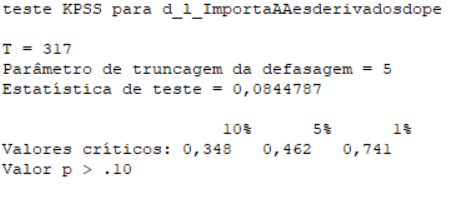 teste KPSS para d_l_ImportaAAesderivadosdope
T = 317
Parâmetro de truncagem da defasagem = 5
Estatística de teste = 0,0844787
10% 5% 1%
Valores críticos: 0,348 0,462 0,741
Valor p > .10